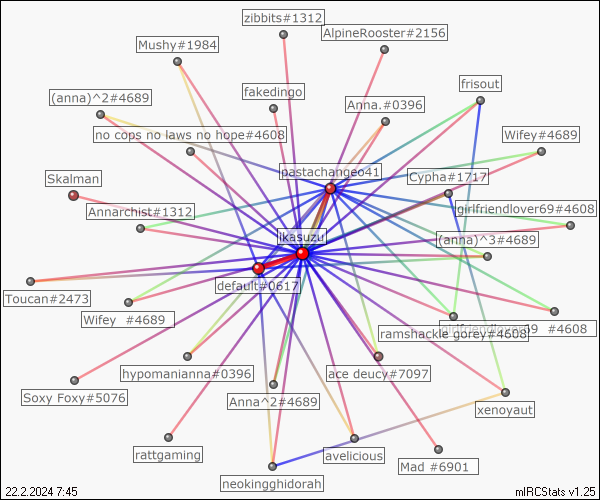 zibbits#1312
AlpineRooster#2156
Mushy#1984
frisout
fakedingo
(anna)^2#4689
Anna.#0396
no cops no laws no hope#4608
Wifey#4689
pastachangeo41
Cypha#1717
Skalman
Annarchist#1312
girlfriendlover69#4608
Ikasuzu
(anna)^3#4689
default#0617
Toucan#2473
Wifey  #4689
girlfriendlover69  #4608
ramshackle gorey#4608
hypomanianna#0396
ace deucy#7097
Soxy Foxy#5076
Anna^2#4689
xenoyaut
rattgaming
avelicious
Mad #6901
neokingghidorah
22.2.2024 7:45
mIRCStats v1.25